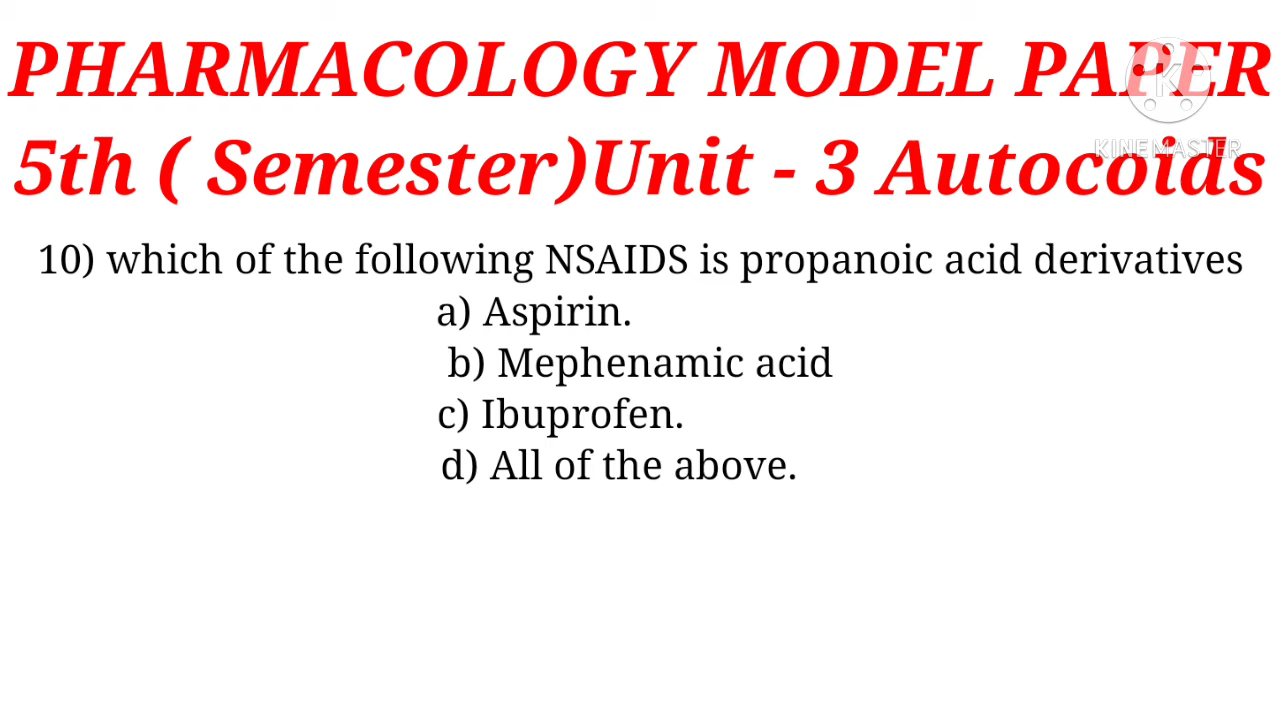 PHARMACOLOGY MODEL PAPER
KINEMASTER
5th ( Semester)Unit - 3 Autocoids
10) which of the following NSAIDS is propanoic acid derivatives
a) Aspirin.
b) Mephenamic acid
c) Ibuprofen.
d) All of the above.